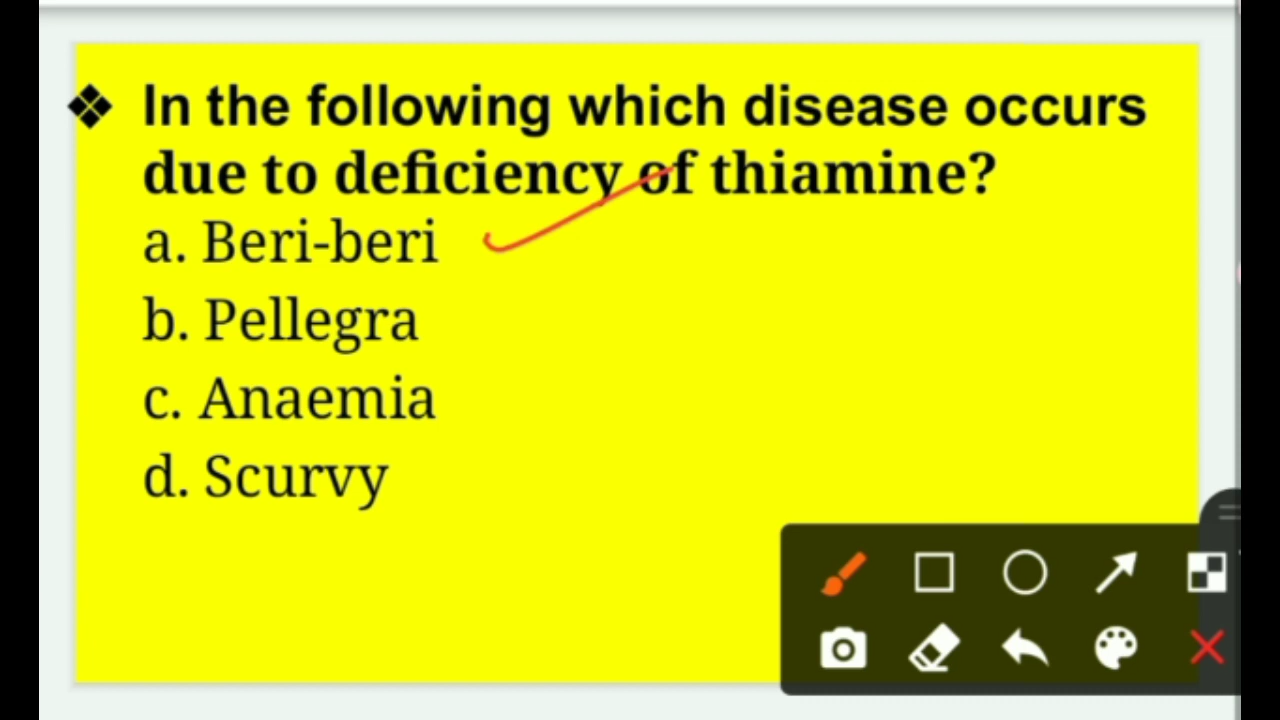 ❖ In the following which disease occurs
due to deficiency of thiamine?
a. Beri-beri
b. Pellegra
c. Anaemia
d. Scurvy